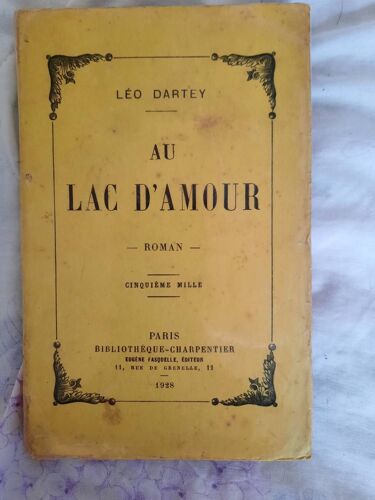 LÉO DARTEY
AU
LAC D'AMOUR
— ROMAN —
CINQUIÈME MILLE
PARIS
BIBLIOTHÈQUE-CHARPENTIER
EUGÈNE FASQUELLE, ÉDITEUR
11, RUE DE GRENELLE, 11
1928